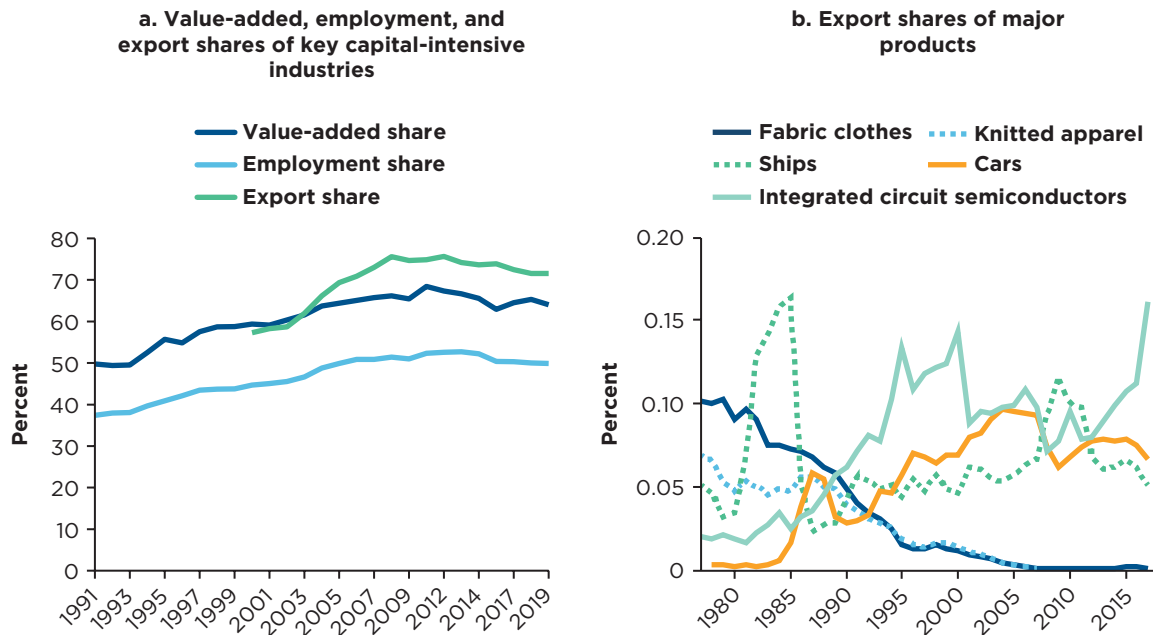 a. Value-added, employment, and
export shares of key capital-intensive
industries
Value-added share
Employment share
Export share
Percent
80
70
60
50
40
30
20
10
0
1991
1993
1995
1997
1999
2001
2003
2005
2007
2009
2012
2014
2017
2019
b. Export shares of major
products
Fabric clothes
Knitted apparel
Ships
Cars
Integrated circuit semiconductors
Percent
0.20
0.15
0.10
0.05
0
1980
1985
1990
1995
2000
2005
2010
2015